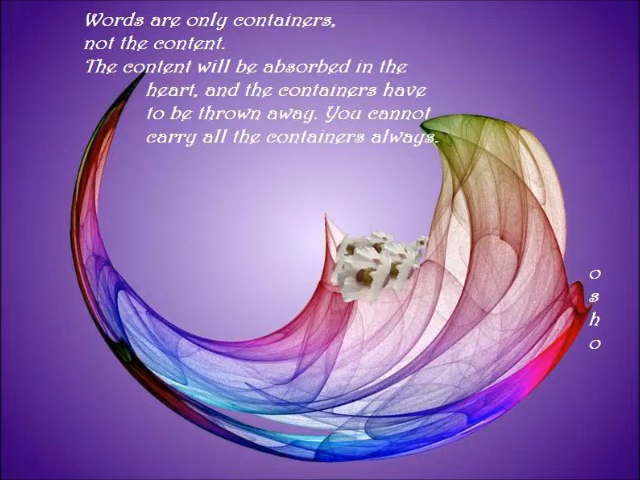 Words are only containers,
not the content.
The content will be absorbed in the
heart, and the containers have
to be thrown away. You cannot
carry all the containers always.
o
s
h
o